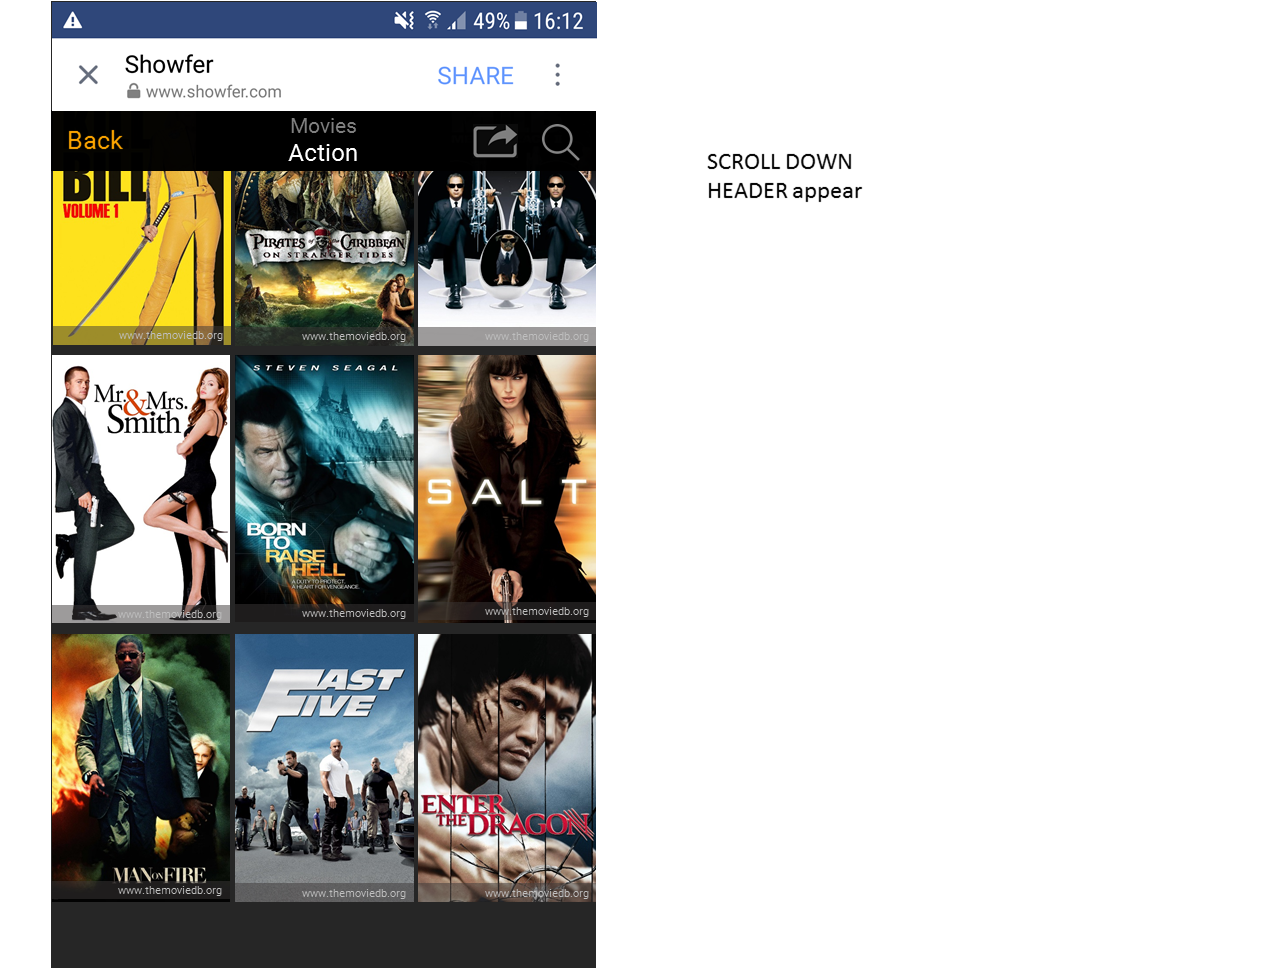 49% 16:12
Showfer
SHARE
www.showfer.com
Back
Movies
Action
SCROLL DOWN
HEADER appear
BILL
VOLUME 1
www.themoviedb.org
PIRATES of the CARIBBEAN
ON STRANGER TIDES
www.themoviedb.org
www.themoviedb.org
Mr. & Mrs.
Smith
www.themoviedb.org
STEVEN SEAGAL
BORN
TO
RAISE
HELL
A DUTY TO PROTECT.
A HEART FOR VENGEANCE.
www.themoviedb.org
SALT
www.themoviedb.org
MAN ON FIRE
www.themoviedb.org
FAST
FIVE
www.themoviedb.org
ENTER
THE DRAGON
www.themoviedb.org